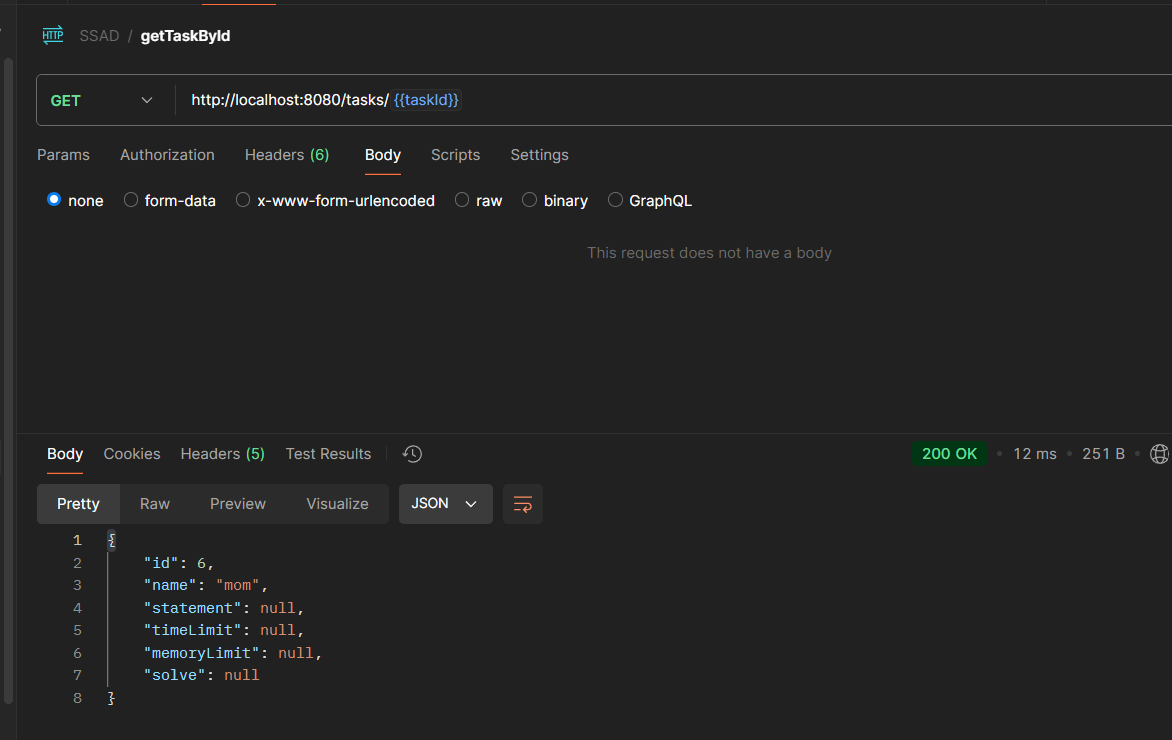 HTTP SSAD / getTaskById
GET http://localhost:8080/tasks/ {{taskId}}
Params Authorization Headers (6) Body Scripts Settings
none form-data x-www-form-urlencoded raw binary GraphQL
This request does not have a body
Body Cookies Headers (5) Test Results 200 OK • 12 ms • 251 B •
Pretty Raw Preview Visualize JSON
1 {
2 "id": 6,
3 "name": "mom",
4 "statement": null,
5 "timeLimit": null,
6 "memoryLimit": null,
7 "solve": null
8 }